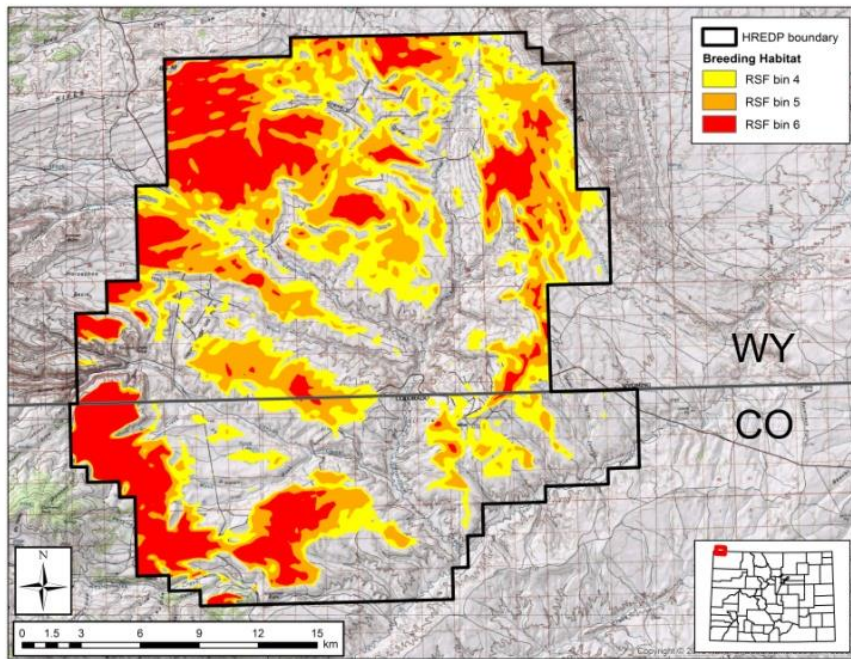 HREDP boundary
Breeding Habitat
RSF bin 4
RSF bin 5
RSF bin 6
WY
CO
N
0 1.5 3 6 9 12 15
km